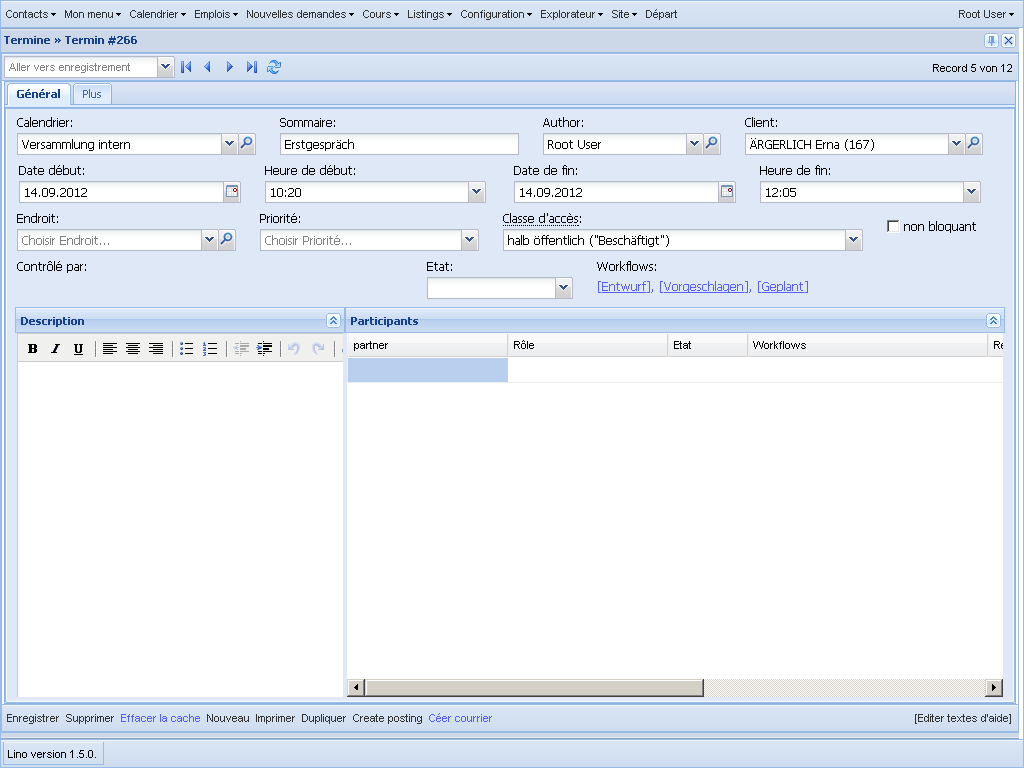 Contacts Mon menu Calendrier Emplois Nouvelles demandes Cours Listings Configuration Explorateur Site Départ Root User
Termine » Termin #266
Aller vers enregistrement Record 5 von 12
Général Plus
Calendrier: Sommaire: Author: Client:
Versammlung intern Erstgespräch Root User ÄRGERLICH Erna (167)
Date début: Heure de début: Date de fin: Heure de fin:
14.09.2012 10:20 14.09.2012 12:05
Endroit: Priorité: Classe d'accès:
Choisir Endroit... Choisir Priorité... halb öffentlich ("Beschäftigt") non bloquant
Contrôlé par: Etat: Workflows:
[Entwurf], [Vorgeschlagen], [Geplant]
Description Participants
B I U
partner Rôle Etat Workflows Re
Enregistrer Supprimer Effacer la cache Nouveau Imprimer Dupliquer Create posting Céer courrier [Editer textes d'aide]
Lino version 1.5.0.